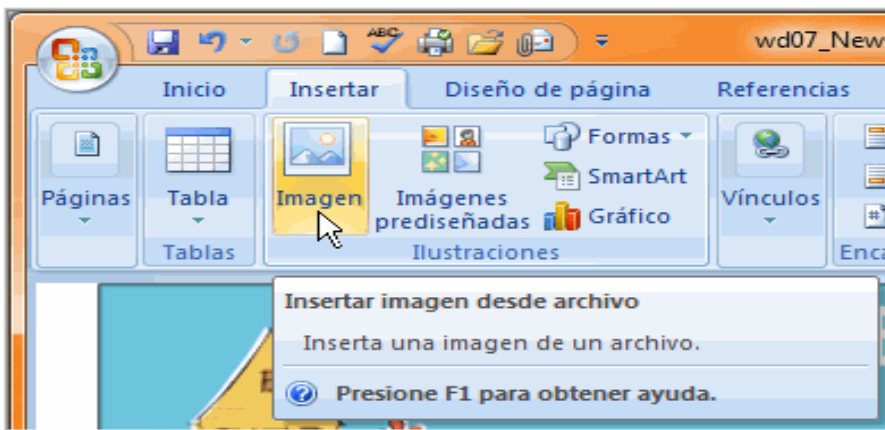 ABC
wd07_New
Inicio
Insertar
Diseño de página
Referencias
Páginas
Tabla
Imagen
Imágenes
prediseñadas
Formas
SmartArt
Gráfico
Vínculos
Tablas
Ilustraciones
Enca
Insertar imagen desde archivo
Inserta una imagen de un archivo.
Presione F1 para obtener ayuda.